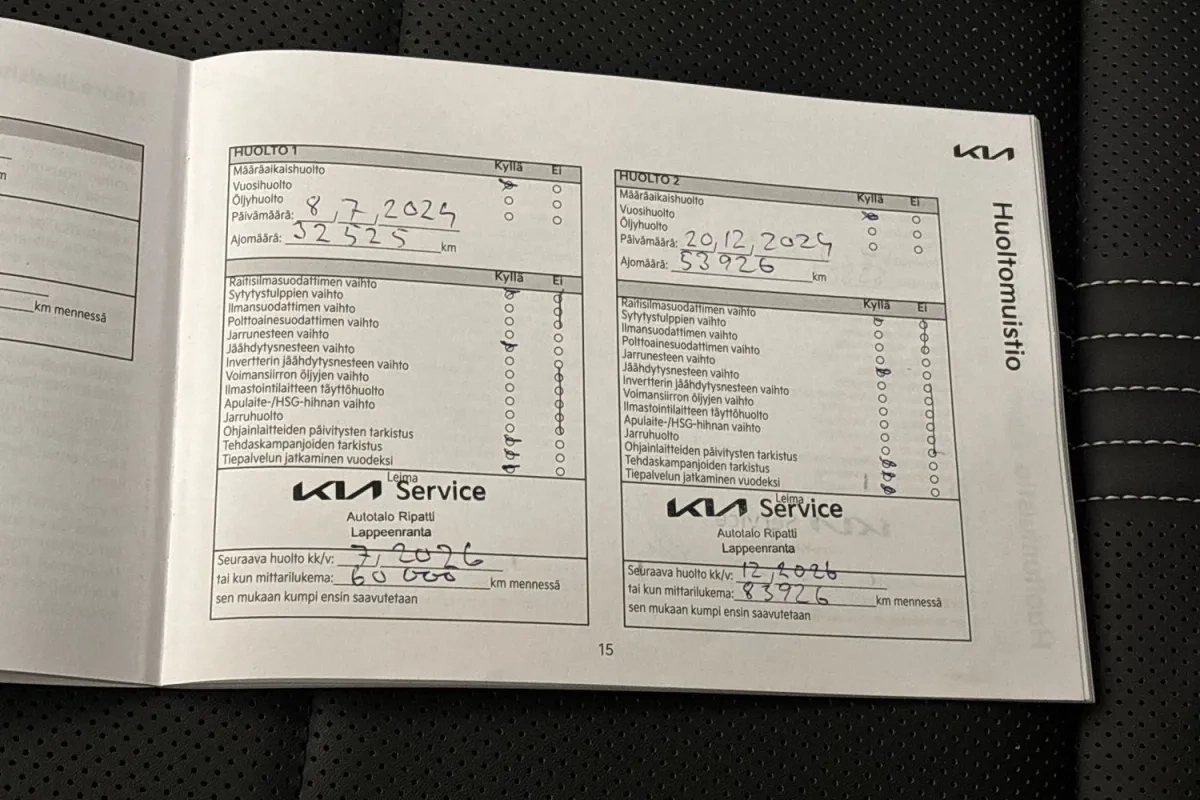 km mennessä
HUOLTO 1
Kyllä Ei
Määräaikaishuolto
Vuosihuolto
Öljyhuolto
Päivämäärä: 8,7,2024
Ajomäärä: 32525 km
Kyllä Ei
Raitisilmasuodattimen vaihto
Sytytystulppien vaihto
Ilmansuodattimen vaihto
Polttoainesuodattimen vaihto
Jarrunesteen vaihto
Jäähdytysnesteen vaihto
Invertterin jäähdytysnesteen vaihto
Voimansiirron öljyjen vaihto
Ilmastointilaitteen täyttöhuolto
Apulaite-/HSG-hihnan vaihto
Jarruhuolto
Ohjainlaitteiden päivitysten tarkistus
Tehdaskampanjoiden tarkistus
Tiepalvelun jatkaminen vuodeksi
Leima
KIA Service
Autotalo Ripatti
Lappeenranta
Seuraava huolto kk/v: 7,2026
tai kun mittarilukema: 60 000 km mennessä
sen mukaan kumpi ensin saavutetaan
HUOLTO 2
Kyllä Ei
Määräaikaishuolto
Vuosihuolto
Öljyhuolto
Päivämäärä: 20,12,2024
Ajomäärä: 53926 km
Kyllä Ei
Raitisilmasuodattimen vaihto
Sytytystulppien vaihto
Ilmansuodattimen vaihto
Polttoainesuodattimen vaihto
Jarrunesteen vaihto
Jäähdytysnesteen vaihto
Invertterin jäähdytysnesteen vaihto
Voimansiirron öljyjen vaihto
Ilmastointilaitteen täyttöhuolto
Apulaite-/HSG-hihnan vaihto
Jarruhuolto
Ohjainlaitteiden päivitysten tarkistus
Tehdaskampanjoiden tarkistus
Tiepalvelun jatkaminen vuodeksi
Leima
KIA Service
Autotalo Ripatti
Lappeenranta
Seuraava huolto kk/v: 12,2026
tai kun mittarilukema: 83926 km mennessä
sen mukaan kumpi ensin saavutetaan
KIA
Huoltomuistio
15